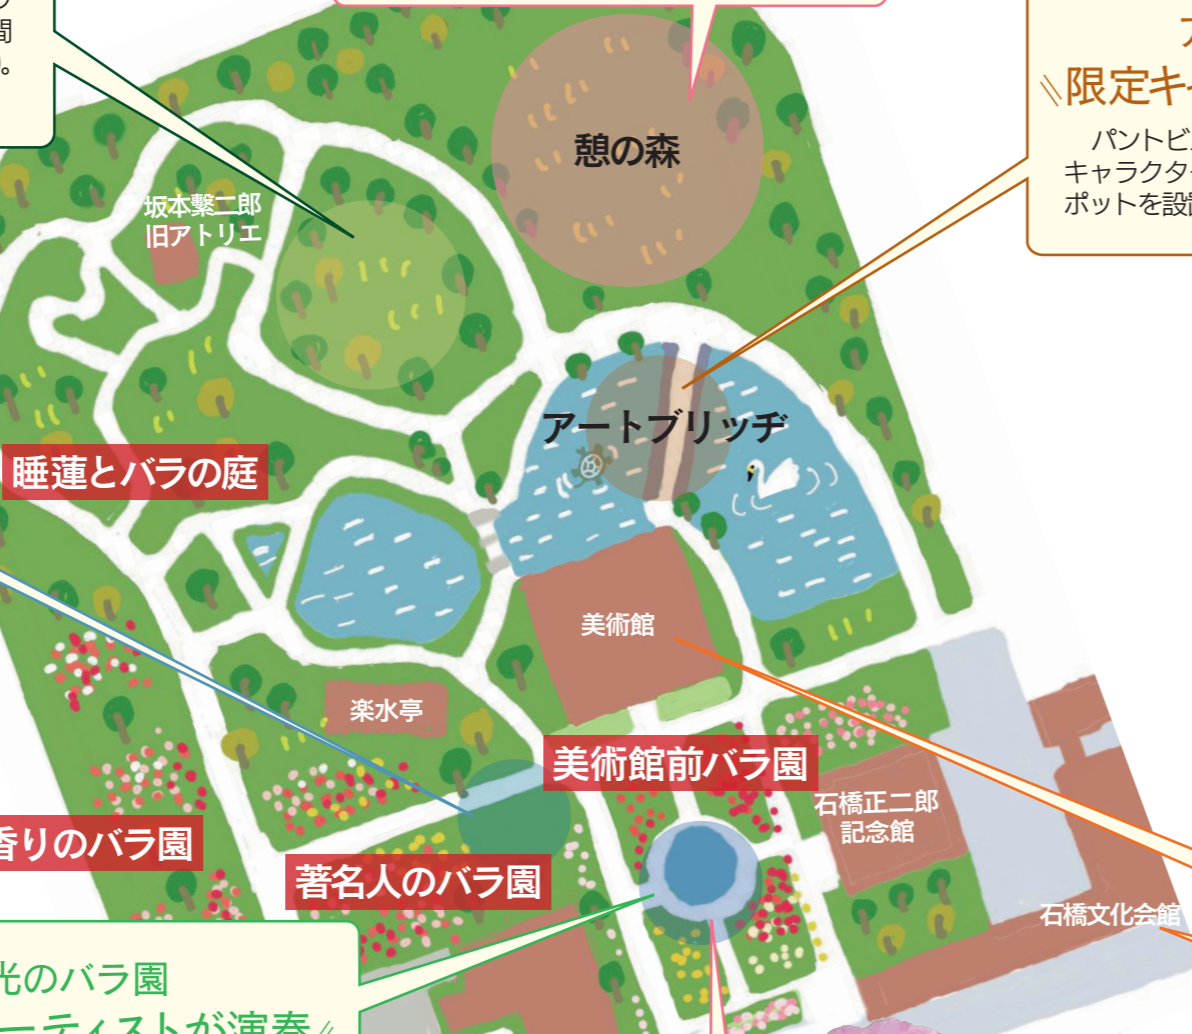 間
。
憩の森
限定キ
パントビ
キャラクター
ポットを設
坂本繫二郎
旧アトリエ
アートブリッヂ
睡蓮とバラの庭
美術館
楽水亭
美術館前バラ園
石橋正二郎
記念館
香りのバラ園
著名人のバラ園
石橋文化会館
光のバラ園
ーティストが演奏